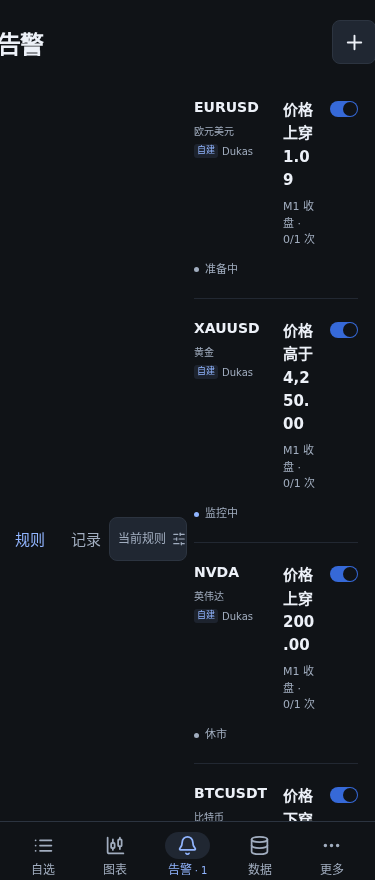 告警
EURUSD
欧元美元
自建 Dukas
价格
上穿
1.0
9
M1 收
盘 ·
0/1 次
准备中
XAUUSD
黄金
自建 Dukas
价格
高于
4,2
50.
00
M1 收
盘 ·
0/1 次
监控中
规则 记录 当前规则
NVDA
英伟达
自建 Dukas
价格
上穿
200
.00
M1 收
盘 ·
0/1 次
休市
BTCUSDT
比特币
价格
下穿
自选 图表 告警 · 1 数据 更多